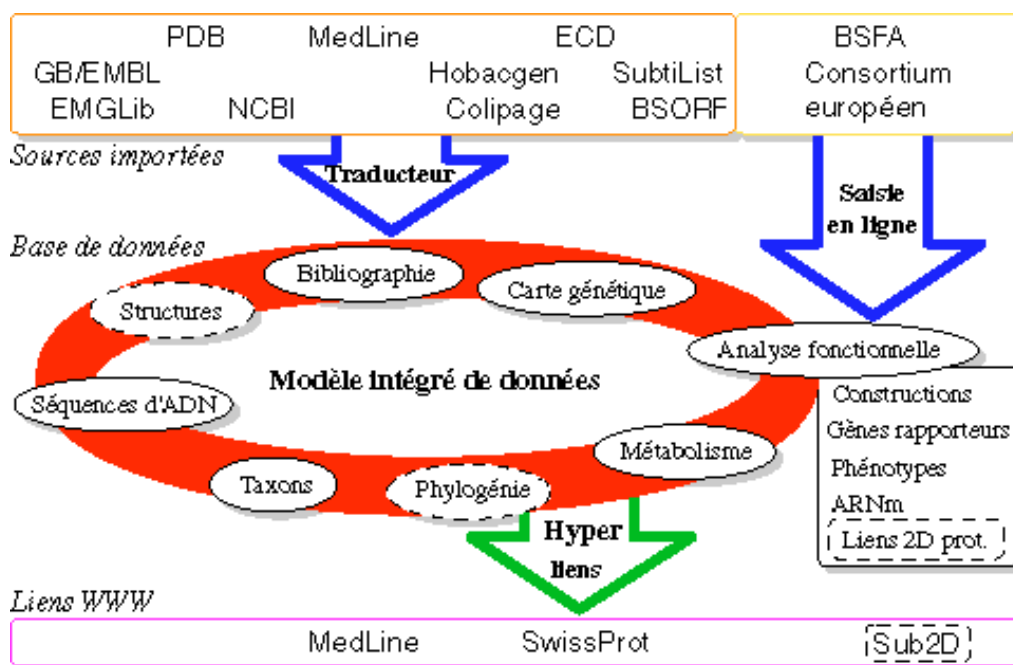 PDB MedLine ECD BSFA
GB/EMBL Hobacgen SubtiList Consortium
EMGLib NCBI Colipage BSORF européen
Sources importées
Traducteur
Saisie
en ligne
Base de données
Bibliographie
Carte génétique
Structures
Analyse fonctionnelle
Modèle intégré de données
Séquences d'ADN
Constructions
Gènes rapporteurs
Phénotypes
ARNm
Liens 2D prot.
Métabolisme
Taxons
Phylogénie
Hyper
liens
Liens WWW
MedLine SwissProt Sub2D